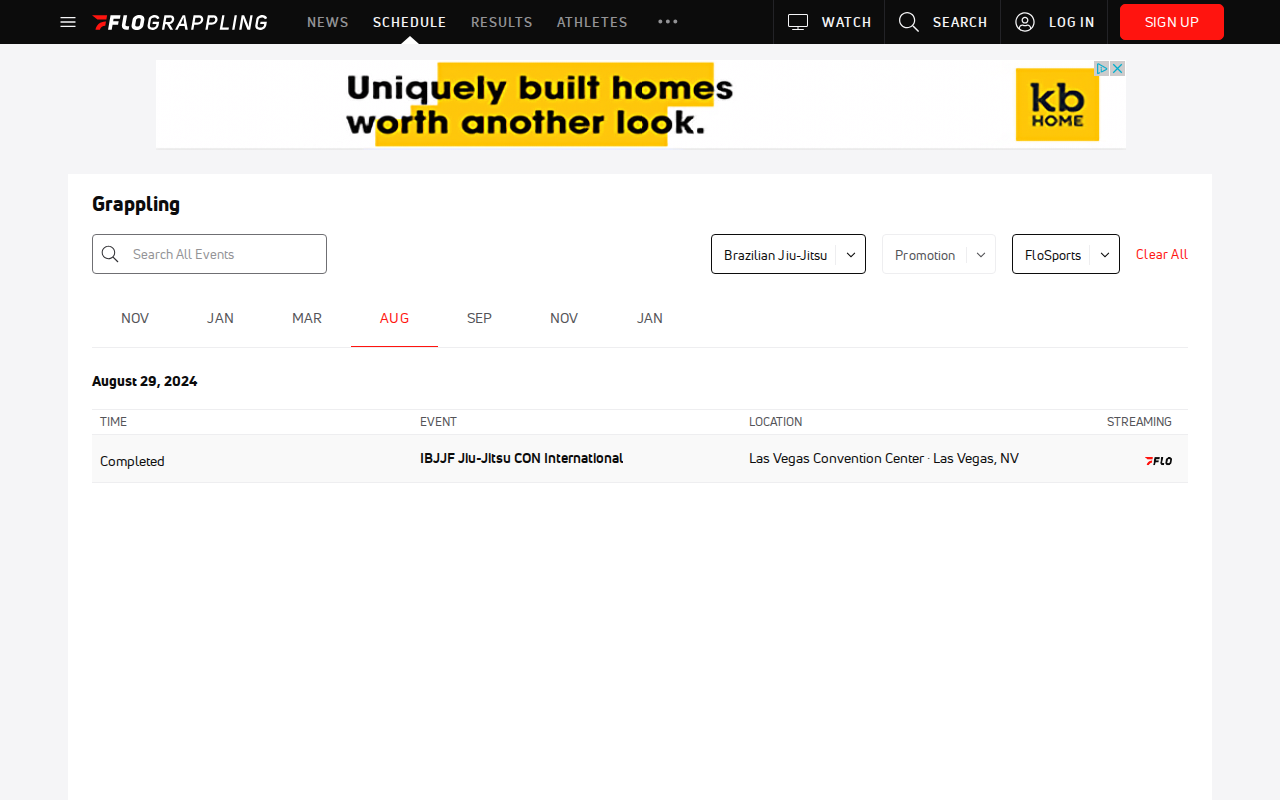 FLOGRAPPLING NEWS SCHEDULE RESULTS ATHLETES WATCH SEARCH LOG IN SIGN UP
Uniquely built homes
worth another look.
kb
HOME
Grappling
Search All Events Brazilian Jiu-Jitsu Promotion FloSports Clear All
NOV JAN MAR AUG SEP NOV JAN
August 29, 2024
TIME EVENT LOCATION STREAMING
Completed IBJJF Jiu-Jitsu CON International Las Vegas Convention Center · Las Vegas, NV FLO